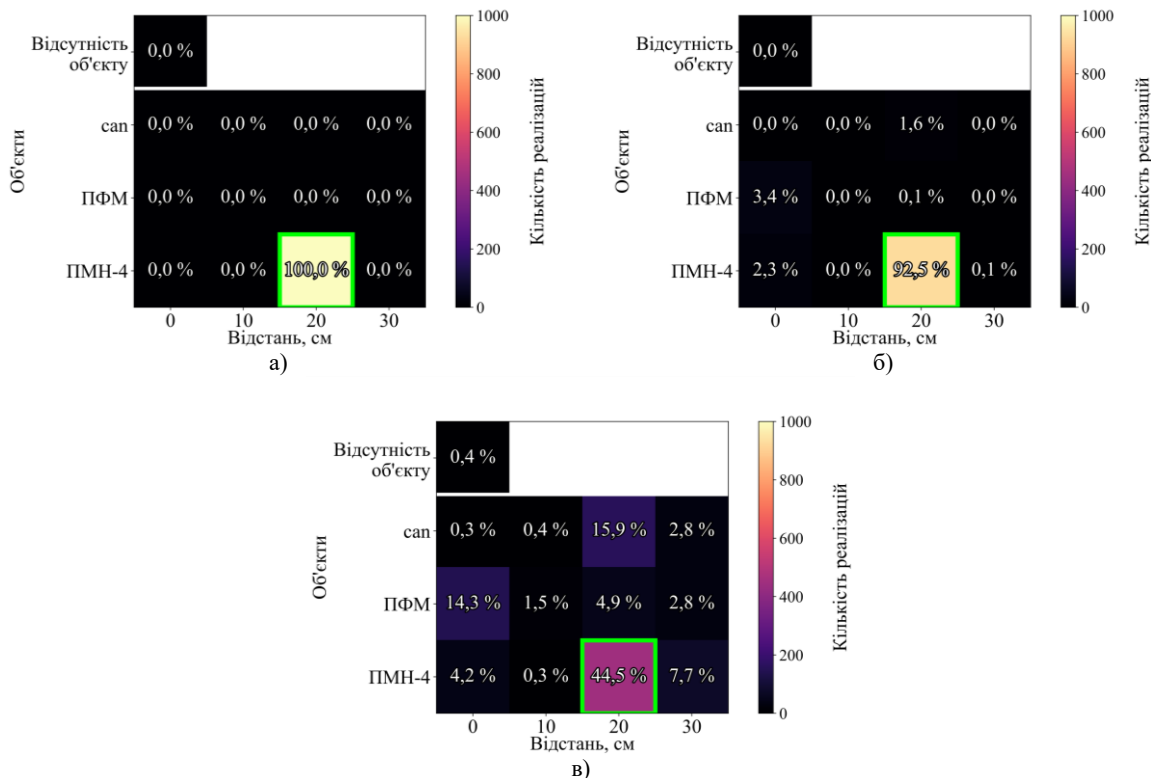 Відсутність
об'єкту
can
ПФМ
ПМН-4
Об'єкти
0,0 %
0,0 % 0,0 % 0,0 % 0,0 %
0,0 % 0,0 % 0,0 % 0,0 %
0,0 % 0,0 % 100,0 % 0,0 %
0 10 20 30
Відстань, см
1000
800
600
400
200
0
Кількість реалізацій
а)
Відсутність
об'єкту
can
ПФМ
ПМН-4
Об'єкти
0,0 %
0,0 % 0,0 % 1,6 % 0,0 %
3,4 % 0,0 % 0,1 % 0,0 %
2,3 % 0,0 % 92,5 % 0,1 %
0 10 20 30
Відстань, см
1000
800
600
400
200
0
Кількість реалізацій
б)
Відсутність
об'єкту
can
ПФМ
ПМН-4
Об'єкти
0,4 %
0,3 % 0,4 % 15,9 % 2,8 %
14,3 % 1,5 % 4,9 % 2,8 %
4,2 % 0,3 % 44,5 % 7,7 %
0 10 20 30
Відстань, см
1000
800
600
400
200
0
Кількість реалізацій
в)